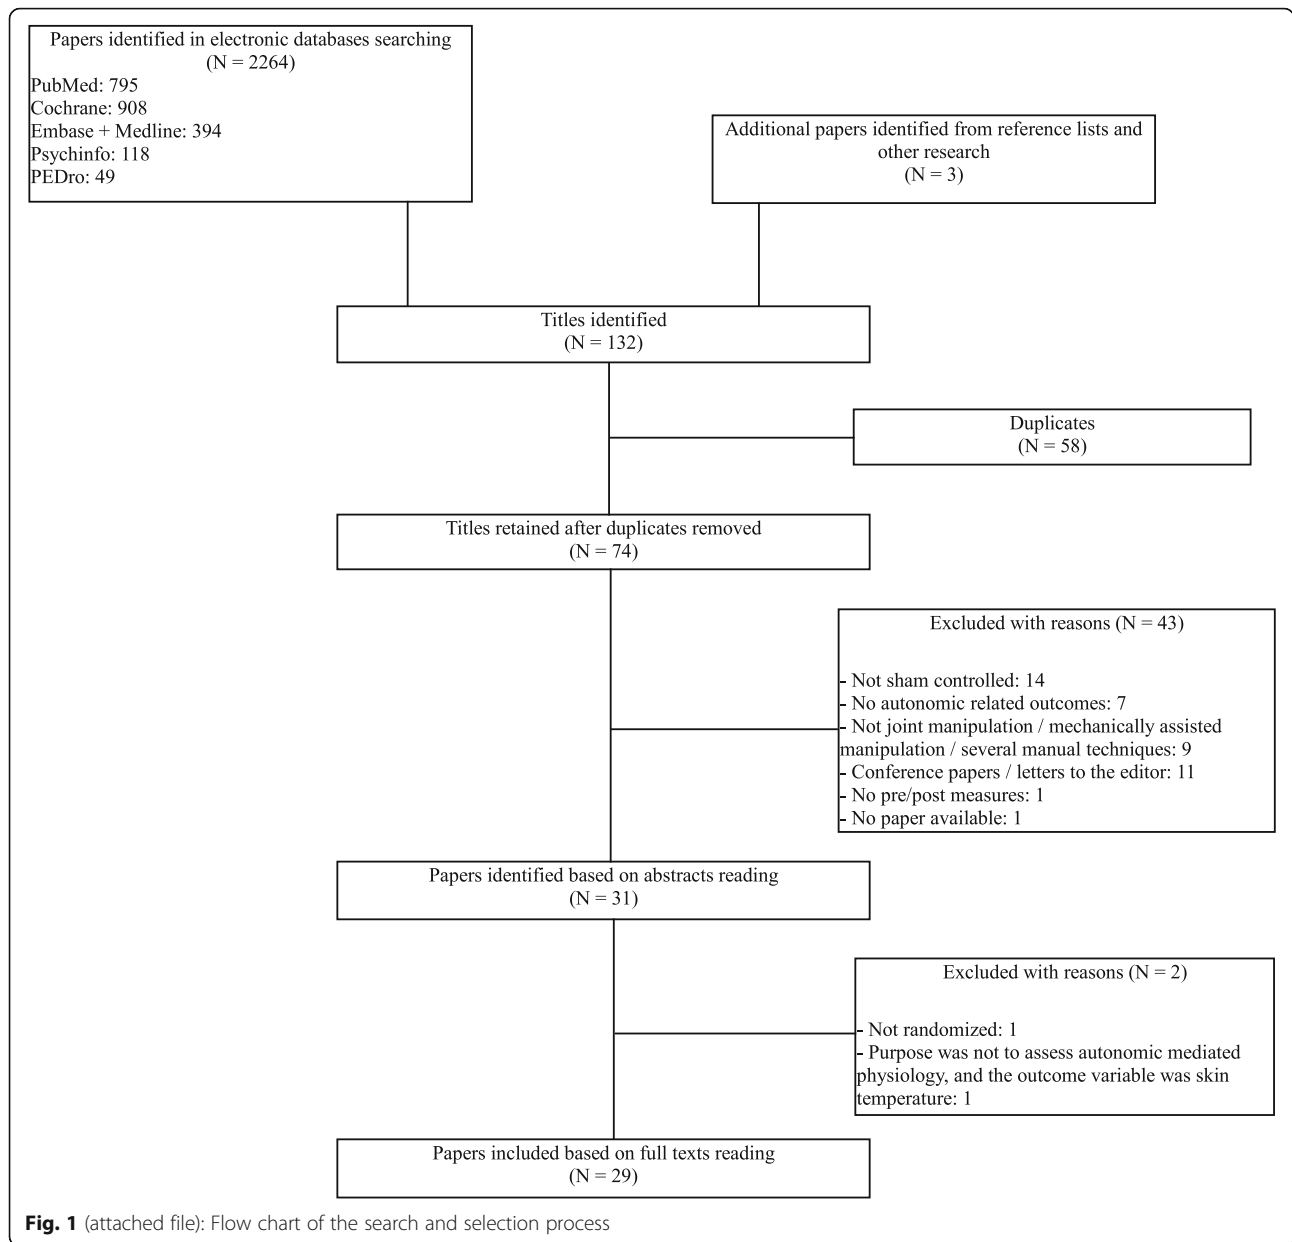 Papers identified in electronic databases searching
(N = 2264)
PubMed: 795
Cochrane: 908
Embase + Medline: 394
Psychinfo: 118
PEDro: 49
Additional papers identified from reference lists and
other research
(N = 3)
Titles identified
(N = 132)
Duplicates
(N = 58)
Titles retained after duplicates removed
(N = 74)
Excluded with reasons (N = 43)
- Not sham controlled: 14
- No autonomic related outcomes: 7
- Not joint manipulation / mechanically assisted
manipulation / several manual techniques: 9
- Conference papers / letters to the editor: 11
- No pre/post measures: 1
- No paper available: 1
Papers identified based on abstracts reading
(N = 31)
Excluded with reasons (N = 2)
- Not randomized: 1
- Purpose was not to assess autonomic mediated
physiology, and the outcome variable was skin
temperature: 1
Papers included based on full texts reading
(N = 29)
Fig. 1 (attached file): Flow chart of the search and selection process